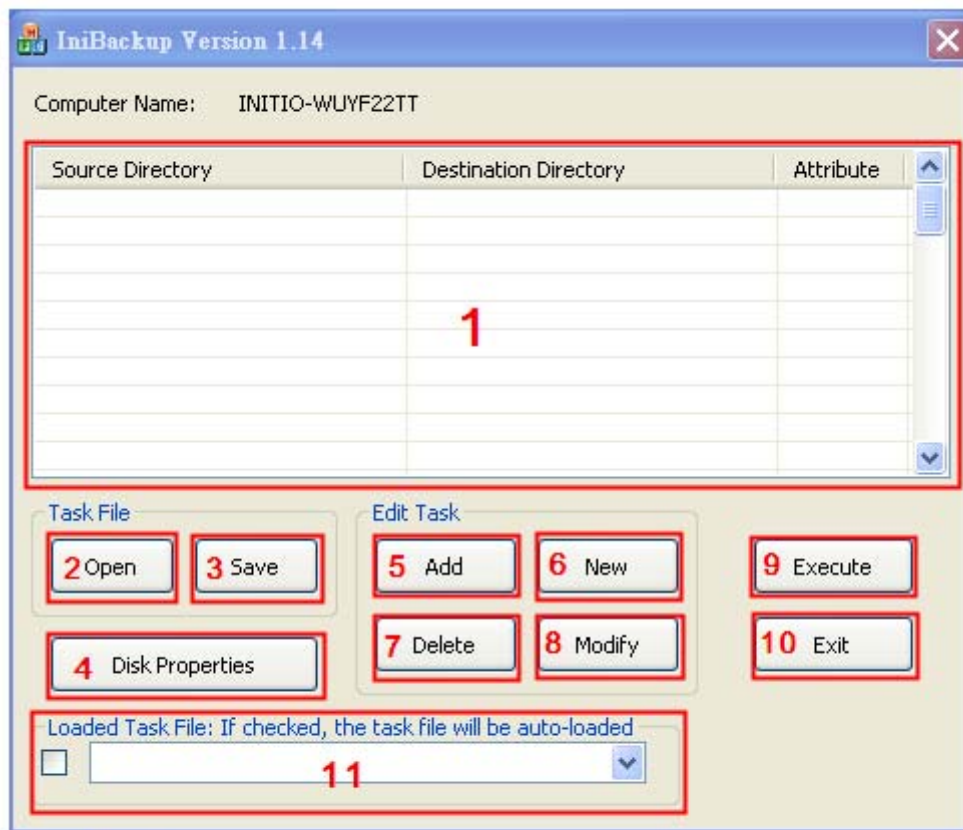 IniBackup Version 1.14
Computer Name: INITIO-WUYF22TT
Source Directory Destination Directory Attribute
1
Task File Edit Task
2 Open 3 Save 5 Add 6 New 9 Execute
4 Disk Properties 7 Delete 8 Modify 10 Exit
Loaded Task File: If checked, the task file will be auto-loaded
11